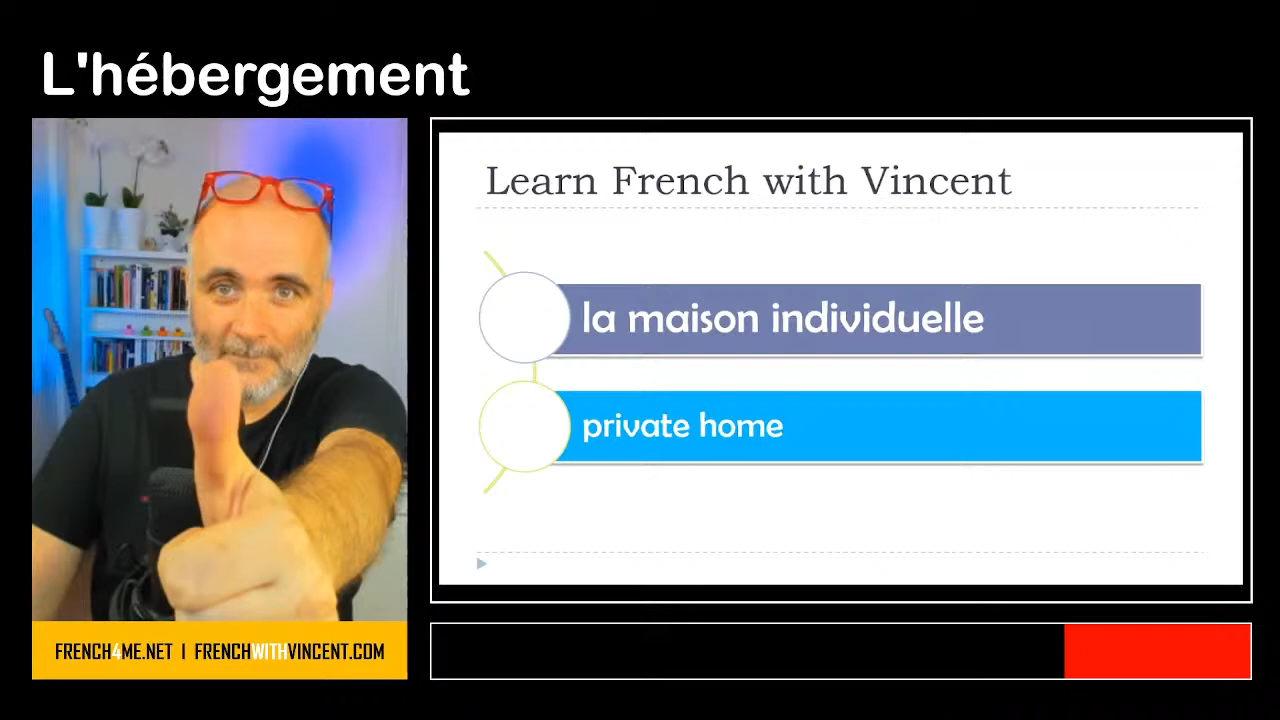 L'hébergement
Learn French with Vincent
la maison individuelle
private home
FRENCH4ME.NET I FRENCHWITHVINCENT.COM